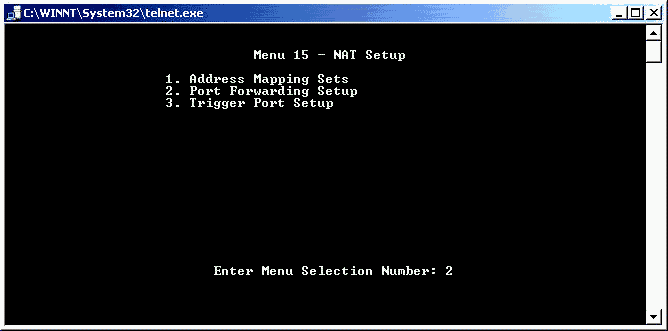 C:\WINNT\System32\telnet.exe
Menu 15 - NAT Setup
1. Address Mapping Sets
2. Port Forwarding Setup
3. Trigger Port Setup
Enter Menu Selection Number: 2